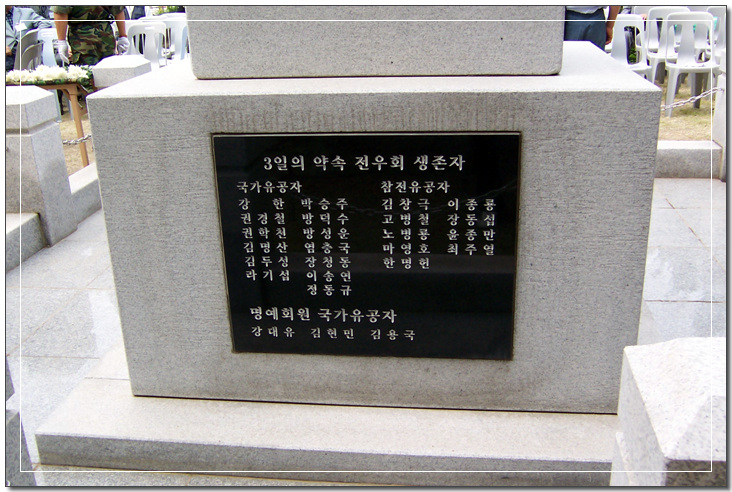 3일의 약속 전우회 생존자
국가유공자
강 한 박승주
권경철 방덕수
권학천 방성운
김명산 염층국
김두성 장청동
라기섭 이송연
정동규
참전유공자
김창극 이종룡
고병철 장동섬
노병룡 윤종만
마영호 최주열
한명헌
명예회원 국가유공자
강대유 김현민 김용국